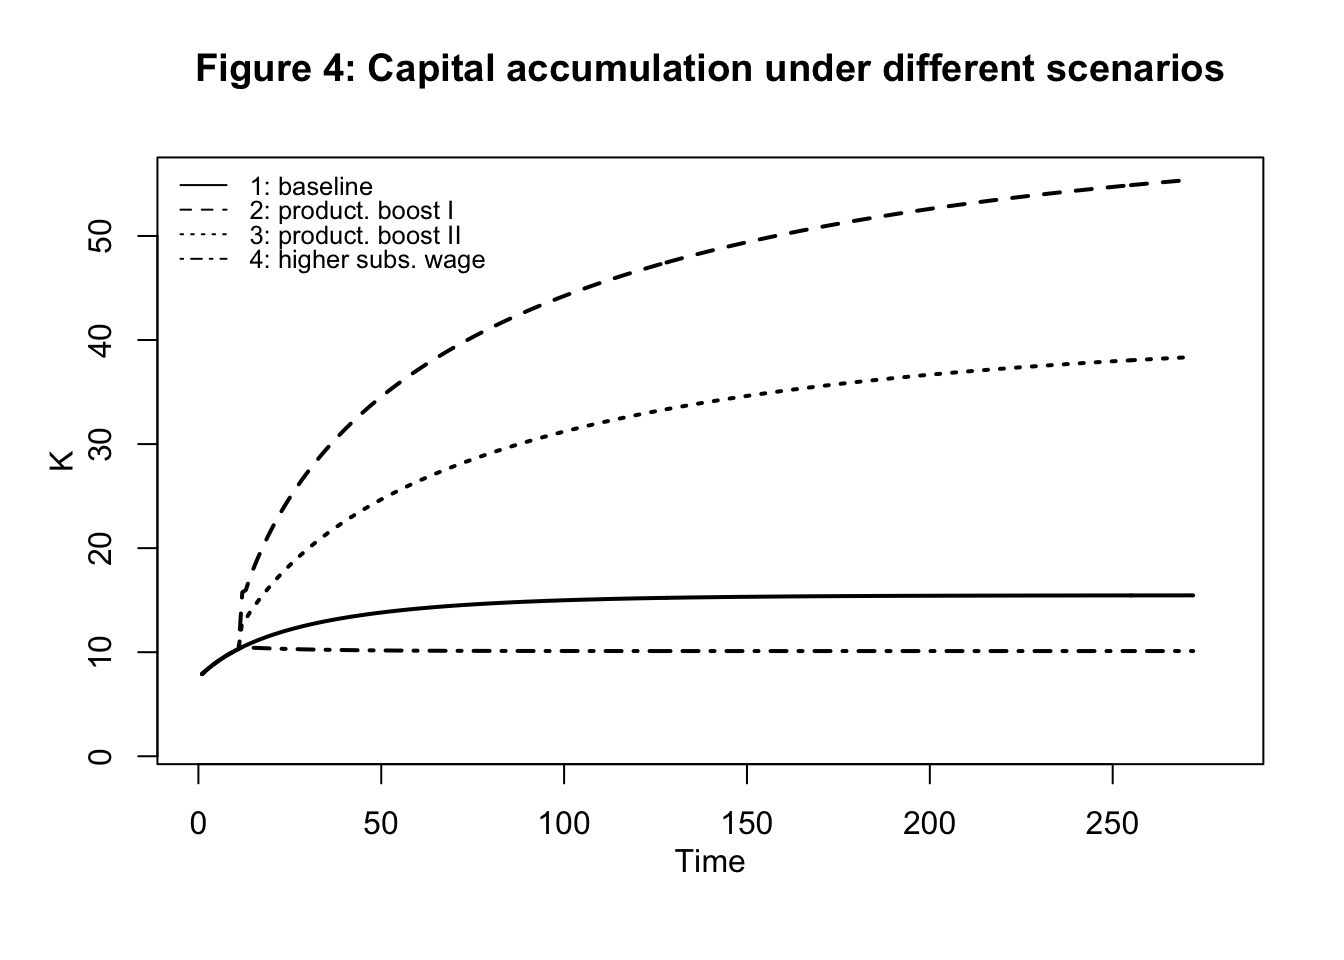 Figure 4: Capital accumulation under different scenarios
1: baseline
2: product. boost I
3: product. boost II
4: higher subs. wage
50
40
30
20
10
0
K
0 50 100 150 200 250
Time